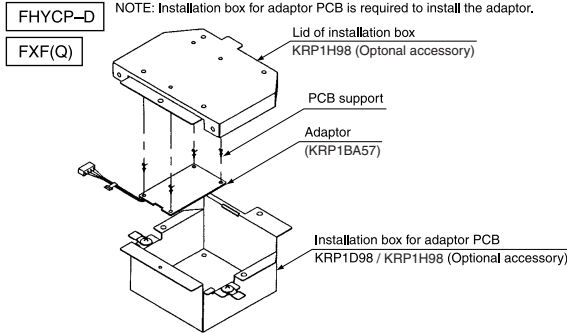 FHYCP–D
NOTE: Installation box for adaptor PCB is required to install the adaptor.
FXF(Q)
Lid of installation box
KRP1H98 (Optonal accessory)
PCB support
Adaptor
(KRP1BA57)
Installation box for adaptor PCB
KRP1D98 / KRP1H98 (Optional accessory)